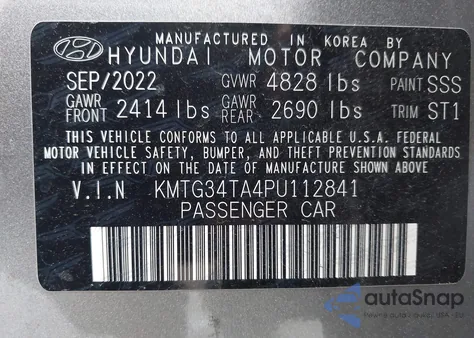 MANUFACTURED IN KOREA BY
HYUNDAI MOTOR COMPANY
SEP/2022 GVWR 4828 lbs PAINT SSS
GAWR FRONT 2414 lbs GAWR REAR 2690 lbs TRIM ST1
THIS VEHICLE CONFORMS TO ALL APPLICABLE U.S.A. FEDERAL
MOTOR VEHICLE SAFETY, BUMPER, AND THEFT PREVENTION STANDARDS
IN EFFECT ON THE DATE OF MANUFACTURE SHOWN ABOVE
V.I.N KMTG34TA4PU112841
PASSENGER CAR
autoSnap